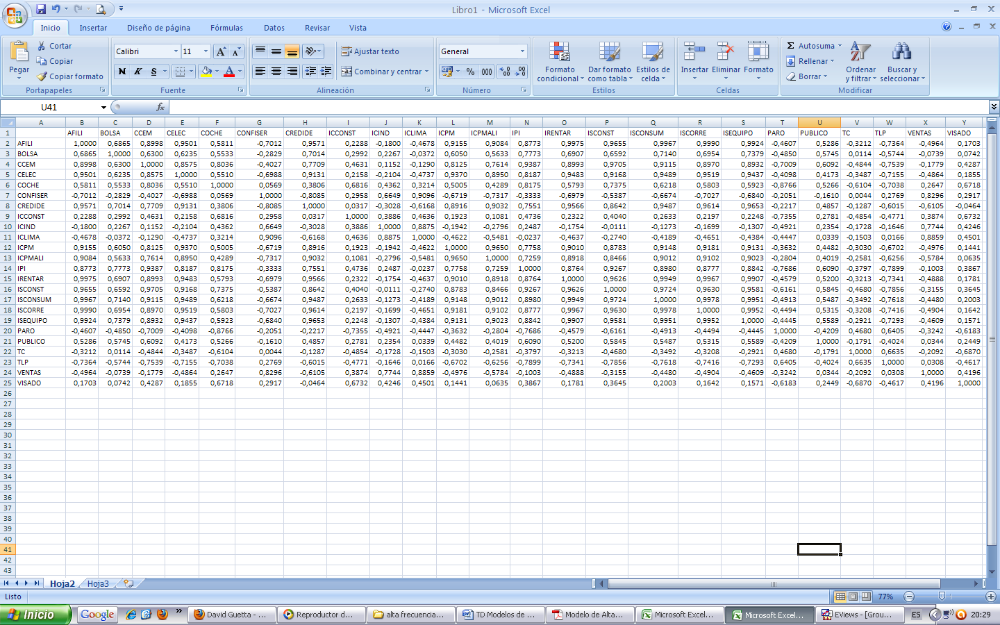 Libro1 - Microsoft Excel
Inicio Insertar Diseño de página Fórmulas Datos Revisar Vista
Pegar Cortar Copiar Copiar formato Portapapeles
Calibri 11 N K S Fuente
Ajustar texto Combinar y centrar Alineación
General % 000 Número
Formato condicional Dar formato como tabla Estilos de celda Estilos
Insertar Eliminar Formato Celdas
Autosuma Rellenar Borrar Ordenar y filtrar Buscar y seleccionar Modificar
U41 fx
A B C D E F G H I J K L M N O P Q R S T U V W X Y
1 AFILI BOLSA CCEM CELEC COCHE CONFISER CREDIDE ICCONST ICIND ICLIMA ICPM ICPMALI IPI IRENTAR ISCONST ISCONSUM ISCORRE ISEQUIPO PARO PUBLICO TC TLP VENTAS VISADO
2 AFILI 1,0000 0,6865 0,8998 0,9501 0,5811 -0,7012 0,9571 0,2288 -0,1800 -0,4678 0,9155 0,9084 0,8773 0,9975 0,9655 0,9967 0,9990 0,9924 -0,4607 0,5286 -0,3212 -0,7364 -0,4964 0,1703
3 BOLSA 0,6865 1,0000 0,6300 0,6235 0,5533 -0,2829 0,7014 0,2992 0,2267 -0,0372 0,6050 0,5633 0,7773 0,6907 0,6592 0,7140 0,6954 0,7379 -0,4850 0,5745 0,0114 -0,5744 -0,0739 0,0742
4 CCEM 0,8998 0,6300 1,0000 0,8575 0,8036 -0,4027 0,7709 0,4631 0,1152 -0,1290 0,8125 0,7614 0,9387 0,8993 0,9705 0,9115 0,8970 0,8932 -0,7009 0,6092 -0,4844 -0,7539 -0,1779 0,4287
5 CELEC 0,9501 0,6235 0,8575 1,0000 0,5510 -0,6988 0,9131 0,2158 -0,2104 -0,4737 0,9370 0,8950 0,8187 0,9483 0,9168 0,9489 0,9519 0,9437 -0,4098 0,4173 -0,3487 -0,7155 -0,4864 0,1855
6 COCHE 0,5811 0,5533 0,8036 0,5510 1,0000 0,0569 0,3806 0,6816 0,4362 0,3214 0,5005 0,4289 0,8175 0,5793 0,7375 0,6218 0,5803 0,5923 -0,8766 0,5266 -0,6104 -0,7038 0,2647 0,6718
7 CONFISER -0,7012 -0,2829 -0,4027 -0,6988 0,0569 1,0000 -0,8085 0,2958 0,6649 0,9096 -0,6719 -0,7317 -0,3333 -0,6979 -0,5387 -0,6674 -0,7027 -0,6840 -0,2051 -0,1610 0,0044 0,2769 0,8296 0,2917
8 CREDIDE 0,9571 0,7014 0,7709 0,9131 0,3806 -0,8085 1,0000 0,0317 -0,3028 -0,6168 0,8916 0,9032 0,7551 0,9566 0,8642 0,9487 0,9614 0,9653 -0,2217 0,4857 -0,1287 -0,6015 -0,6105 -0,0464
9 ICCONST 0,2288 0,2992 0,4631 0,2158 0,6816 0,2958 0,0317 1,0000 0,3886 0,4636 0,1923 0,1081 0,4736 0,2322 0,4040 0,2633 0,2197 0,2248 -0,7355 0,2781 -0,4854 -0,4771 0,3874 0,6732
10 ICIND -0,1800 0,2267 0,1152 -0,2104 0,4362 0,6649 -0,3028 0,3886 1,0000 0,8875 -0,1942 -0,2796 0,2487 -0,1754 -0,0111 -0,1273 -0,1699 -0,1307 -0,4921 0,2354 -0,1728 -0,1646 0,7744 0,4246
11 ICLIMA -0,4678 -0,0372 -0,1290 -0,4737 0,3214 0,9096 -0,6168 0,4636 0,8875 1,0000 -0,4622 -0,5481 -0,0237 -0,4637 -0,2740 -0,4189 -0,4651 -0,4384 -0,4447 0,0339 -0,1503 0,0166 0,8859 0,4501
12 ICPM 0,9155 0,6050 0,8125 0,9370 0,5005 -0,6719 0,8916 0,1923 -0,1942 -0,4622 1,0000 0,9650 0,7758 0,9010 0,8783 0,9148 0,9181 0,9131 -0,3632 0,4482 -0,3030 -0,6702 -0,4976 0,1441
13 ICPMALI 0,9084 0,5633 0,7614 0,8950 0,4289 -0,7317 0,9032 0,1081 -0,2796 -0,5481 0,9650 1,0000 0,7259 0,8918 0,8466 0,9012 0,9102 0,9023 -0,2804 0,4019 -0,2581 -0,6256 -0,5784 0,0635
14 IPI 0,8773 0,7773 0,9387 0,8187 0,8175 -0,3333 0,7551 0,4736 0,2487 -0,0237 0,7758 0,7259 1,0000 0,8764 0,9267 0,8980 0,8777 0,8842 -0,7686 0,6090 -0,3797 -0,7899 -0,1003 0,3867
15 IRENTAR 0,9975 0,6907 0,8993 0,9483 0,5793 -0,6979 0,9566 0,2322 -0,1754 -0,4637 0,9010 0,8918 0,8764 1,0000 0,9626 0,9949 0,9967 0,9907 -0,4579 0,5200 -0,3213 -0,7341 -0,4888 0,1781
16 ISCONST 0,9655 0,6592 0,9705 0,9168 0,7375 -0,5387 0,8642 0,4040 -0,0111 -0,2740 0,8783 0,8466 0,9267 0,9626 1,0000 0,9724 0,9630 0,9581 -0,6161 0,5845 -0,4680 -0,7856 -0,3155 0,3645
17 ISCONSUM 0,9967 0,7140 0,9115 0,9489 0,6218 -0,6674 0,9487 0,2633 -0,1273 -0,4189 0,9148 0,9012 0,8980 0,9949 0,9724 1,0000 0,9978 0,9951 -0,4913 0,5487 -0,3492 -0,7618 -0,4480 0,2003
18 ISCORRE 0,9990 0,6954 0,8970 0,9519 0,5803 -0,7027 0,9614 0,2197 -0,1699 -0,4651 0,9181 0,9102 0,8777 0,9967 0,9630 0,9978 1,0000 0,9952 -0,4494 0,5315 -0,3208 -0,7416 -0,4904 0,1642
19 ISEQUIPO 0,9924 0,7379 0,8932 0,9437 0,5923 -0,6840 0,9653 0,2248 -0,1307 -0,4384 0,9131 0,9023 0,8842 0,9907 0,9581 0,9951 0,9952 1,0000 -0,4445 0,5589 -0,2921 -0,7293 -0,4609 0,1571
20 PARO -0,4607 -0,4850 -0,7009 -0,4098 -0,8766 -0,2051 -0,2217 -0,7355 -0,4921 -0,4447 -0,3632 -0,2804 -0,7686 -0,4579 -0,6161 -0,4913 -0,4494 -0,4445 1,0000 -0,4209 0,4680 0,6405 -0,3242 -0,6183
21 PUBLICO 0,5286 0,5745 0,6092 0,4173 0,5266 -0,1610 0,4857 0,2781 0,2354 0,0339 0,4482 0,4019 0,6090 0,5200 0,5845 0,5487 0,5315 0,5589 -0,4209 1,0000 -0,1791 -0,4024 0,0344 0,2449
22 TC -0,3212 0,0114 -0,4844 -0,3487 -0,6104 0,0044 -0,1287 -0,4854 -0,1728 -0,1503 -0,3030 -0,2581 -0,3797 -0,3213 -0,4680 -0,3492 -0,3208 -0,2921 0,4680 -0,1791 1,0000 0,6635 -0,2092 -0,6870
23 TLP -0,7364 -0,5744 -0,7539 -0,7155 -0,7038 0,2769 -0,6015 -0,4771 -0,1646 0,0166 -0,6702 -0,6256 -0,7899 -0,7341 -0,7856 -0,7618 -0,7416 -0,7293 0,6405 -0,4024 0,6635 1,0000 0,0308 -0,4617
24 VENTAS -0,4964 -0,0739 -0,1779 -0,4864 0,2647 0,8296 -0,6105 0,3874 0,7744 0,8859 -0,4976 -0,5784 -0,1003 -0,4888 -0,3155 -0,4480 -0,4904 -0,4609 -0,3242 0,0344 -0,2092 0,0308 1,0000 0,4196
25 VISADO 0,1703 0,0742 0,4287 0,1855 0,6718 0,2917 -0,0464 0,6732 0,4246 0,4501 0,1441 0,0635 0,3867 0,1781 0,3645 0,2003 0,1642 0,1571 -0,6183 0,2449 -0,6870 -0,4617 0,4196 1,0000
26
27
28
29
30
31
32
33
34
35
36
37
38
39
40
41
42
43
Hoja2 Hoja3
Listo 77%
Inicio Google David Guetta - ... Reproductor d... alta frecuencia... TD Modelos de ... Modelo de Alta... Microsoft Excel... Microsoft Excel... EViews - [Grou... ES 20:29